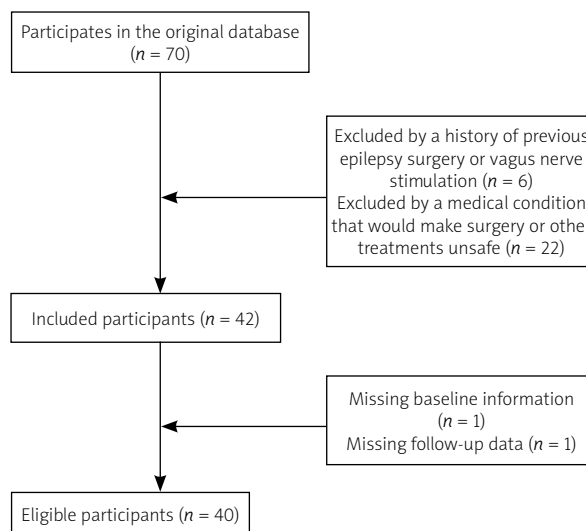 Participates in the original database
(n = 70)
Excluded by a history of previous
epilepsy surgery or vagus nerve
stimulation (n = 6)
Excluded by a medical condition
that would make surgery or other
treatments unsafe (n = 22)
Included participants (n = 42)
Missing baseline information
(n = 1)
Missing follow-up data (n = 1)
Eligible participants (n = 40)